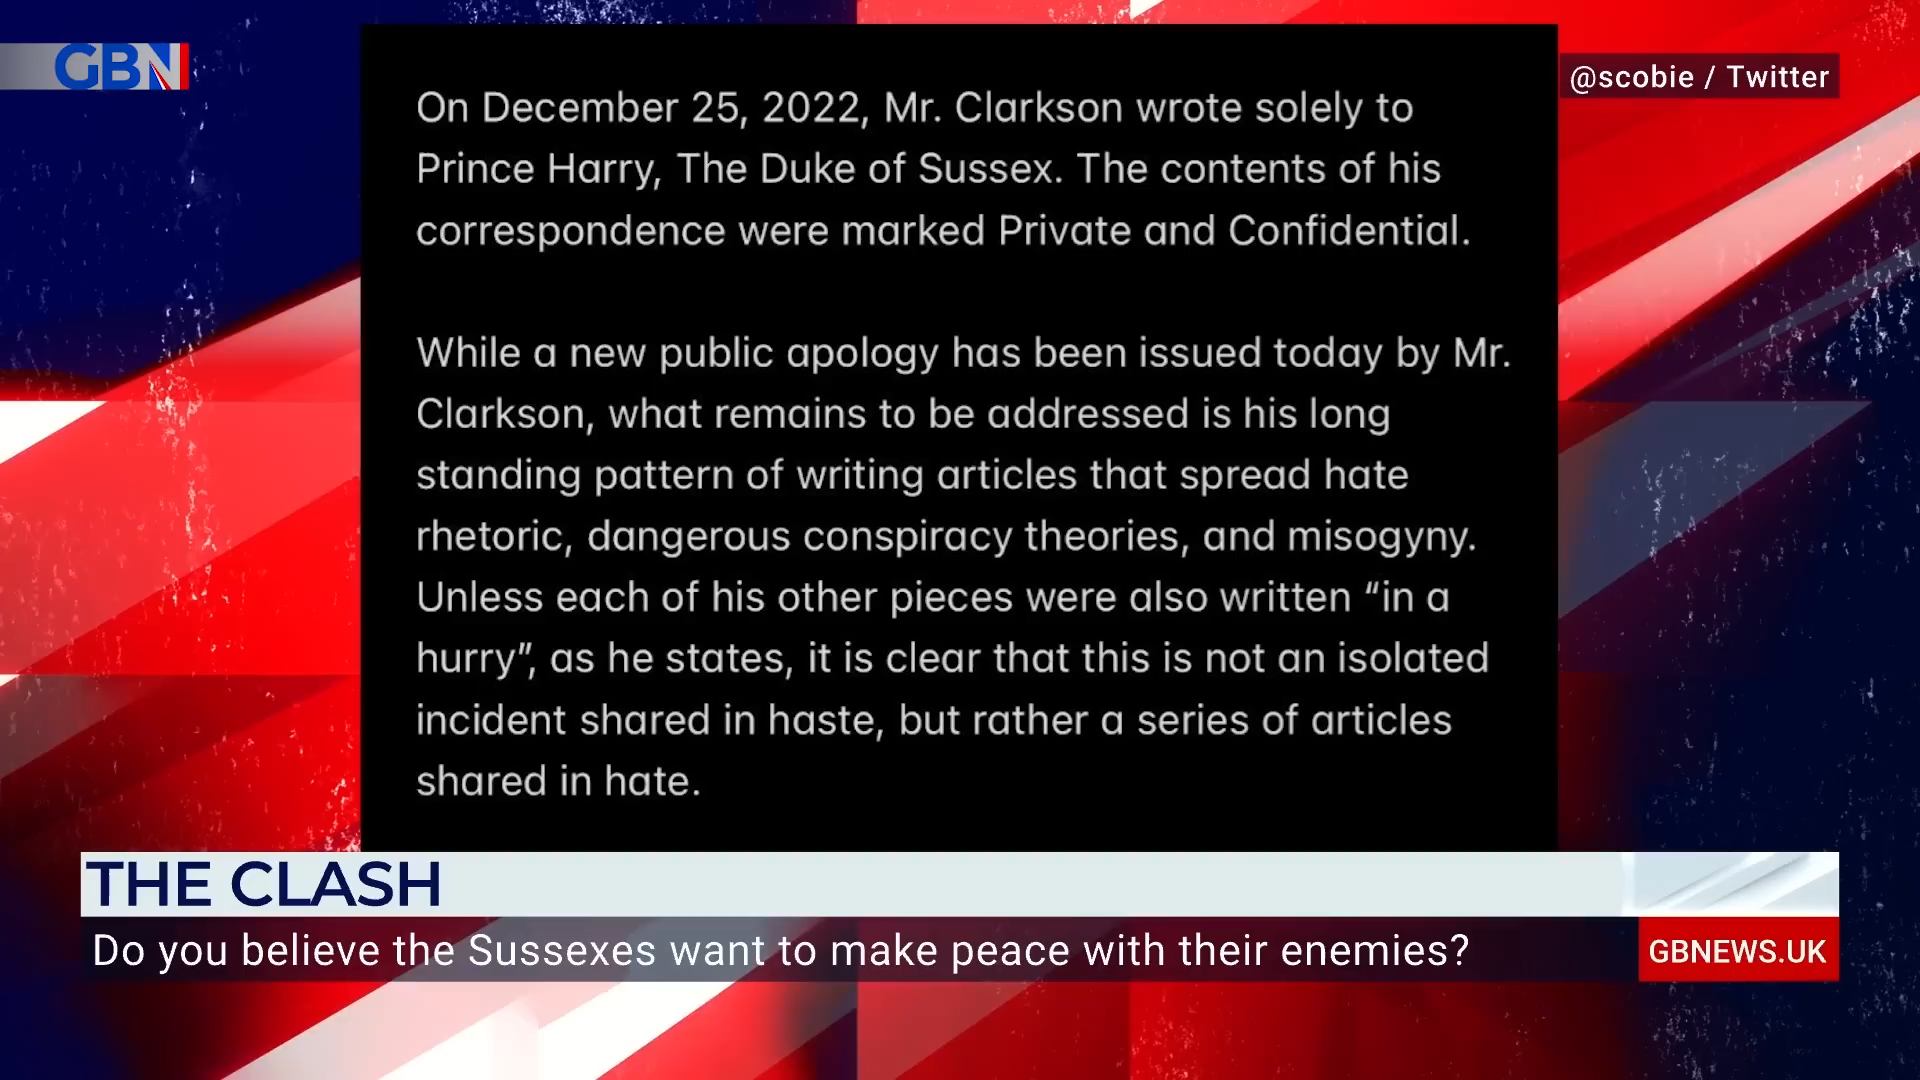 GBN
@scobie / Twitter
On December 25, 2022, Mr. Clarkson wrote solely to
Prince Harry, The Duke of Sussex. The contents of his
correspondence were marked Private and Confidential.
While a new public apology has been issued today by Mr.
Clarkson, what remains to be addressed is his long
standing pattern of writing articles that spread hate
rhetoric, dangerous conspiracy theories, and misogyny.
Unless each of his other pieces were also written “in a
hurry”, as he states, it is clear that this is not an isolated
incident shared in haste, but rather a series of articles
shared in hate.
THE CLASH
Do you believe the Sussexes want to make peace with their enemies?
GBNEWS.UK